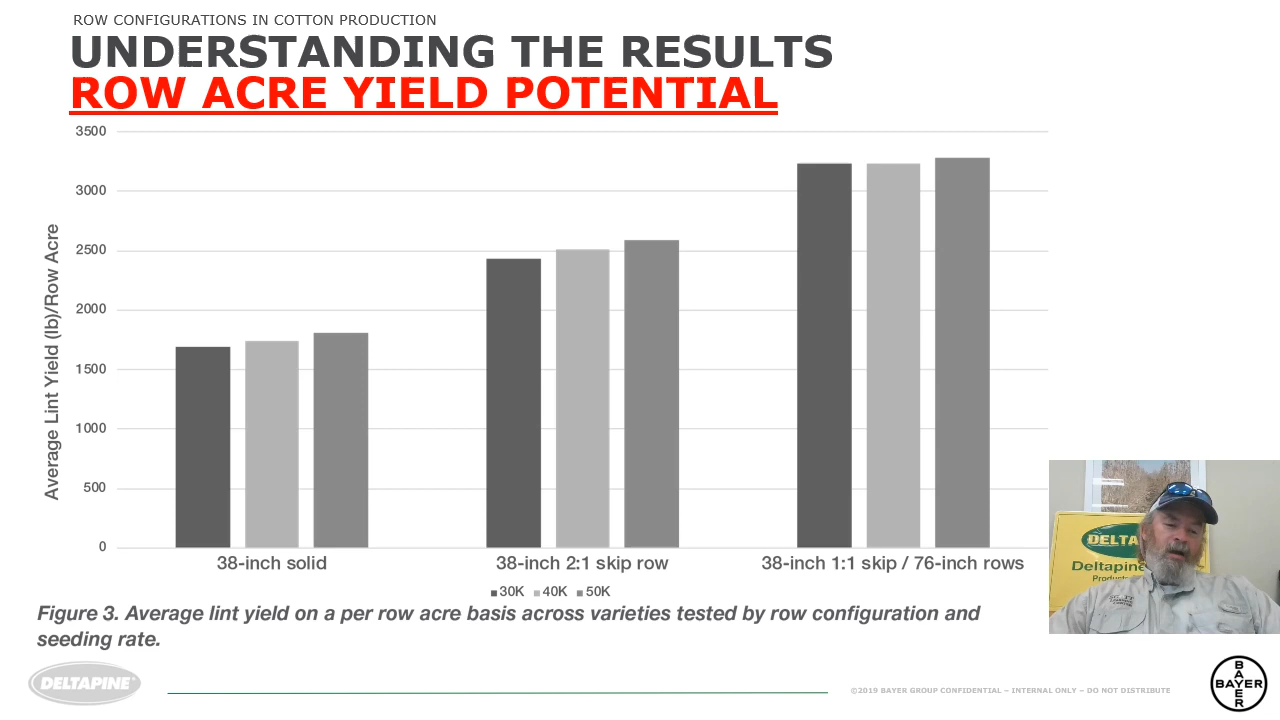 ROW CONFIGURATIONS IN COTTON PRODUCTION
UNDERSTANDING THE RESULTS
ROW ACRE YIELD POTENTIAL
Average Lint Yield (lb)/Row Acre
3500
3000
2500
2000
1500
1000
500
0
38-inch solid
38-inch 2:1 skip row
38-inch 1:1 skip / 76-inch rows
30K 40K 50K
Figure 3. Average lint yield on a per row acre basis across varieties tested by row configuration and
seeding rate.
DELTA
Deltapine
Products
DELTAPINE
©2019 BAYER GROUP CONFIDENTIAL – INTERNAL ONLY – DO NOT DISTRIBUTE
BAYER
BAYER